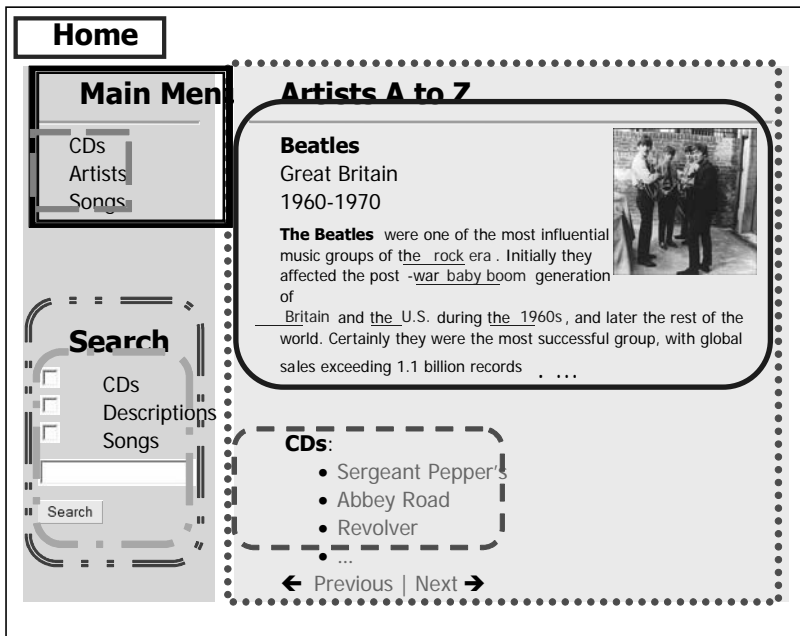 Home
Main Men
Artists A to Z
CDs
Artists
Songs
Beatles
Great Britain
1960-1970
The Beatles were one of the most influential
music groups of the rock era . Initially they
affected the post -war baby boom generation
of
Britain and the U.S. during the 1960s , and later the rest of the
world. Certainly they were the most successful group, with global
sales exceeding 1.1 billion records . ...
Search
CDs
Descriptions
Songs
Search
CDs:
• Sergeant Pepper's
• Abbey Road
• Revolver
• ...
← Previous | Next →